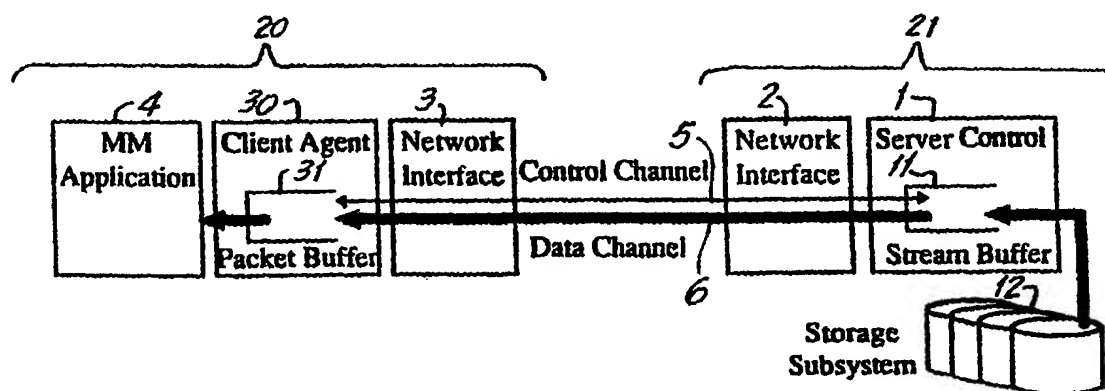 20
21
4
30
3
2
1
MM
Application
Client Agent
31
Packet Buffer
Network
Interface
5
Control Channel
Data Channel
6
Network
Interface
Server Control
11
Stream Buffer
12
Storage
Subsystem